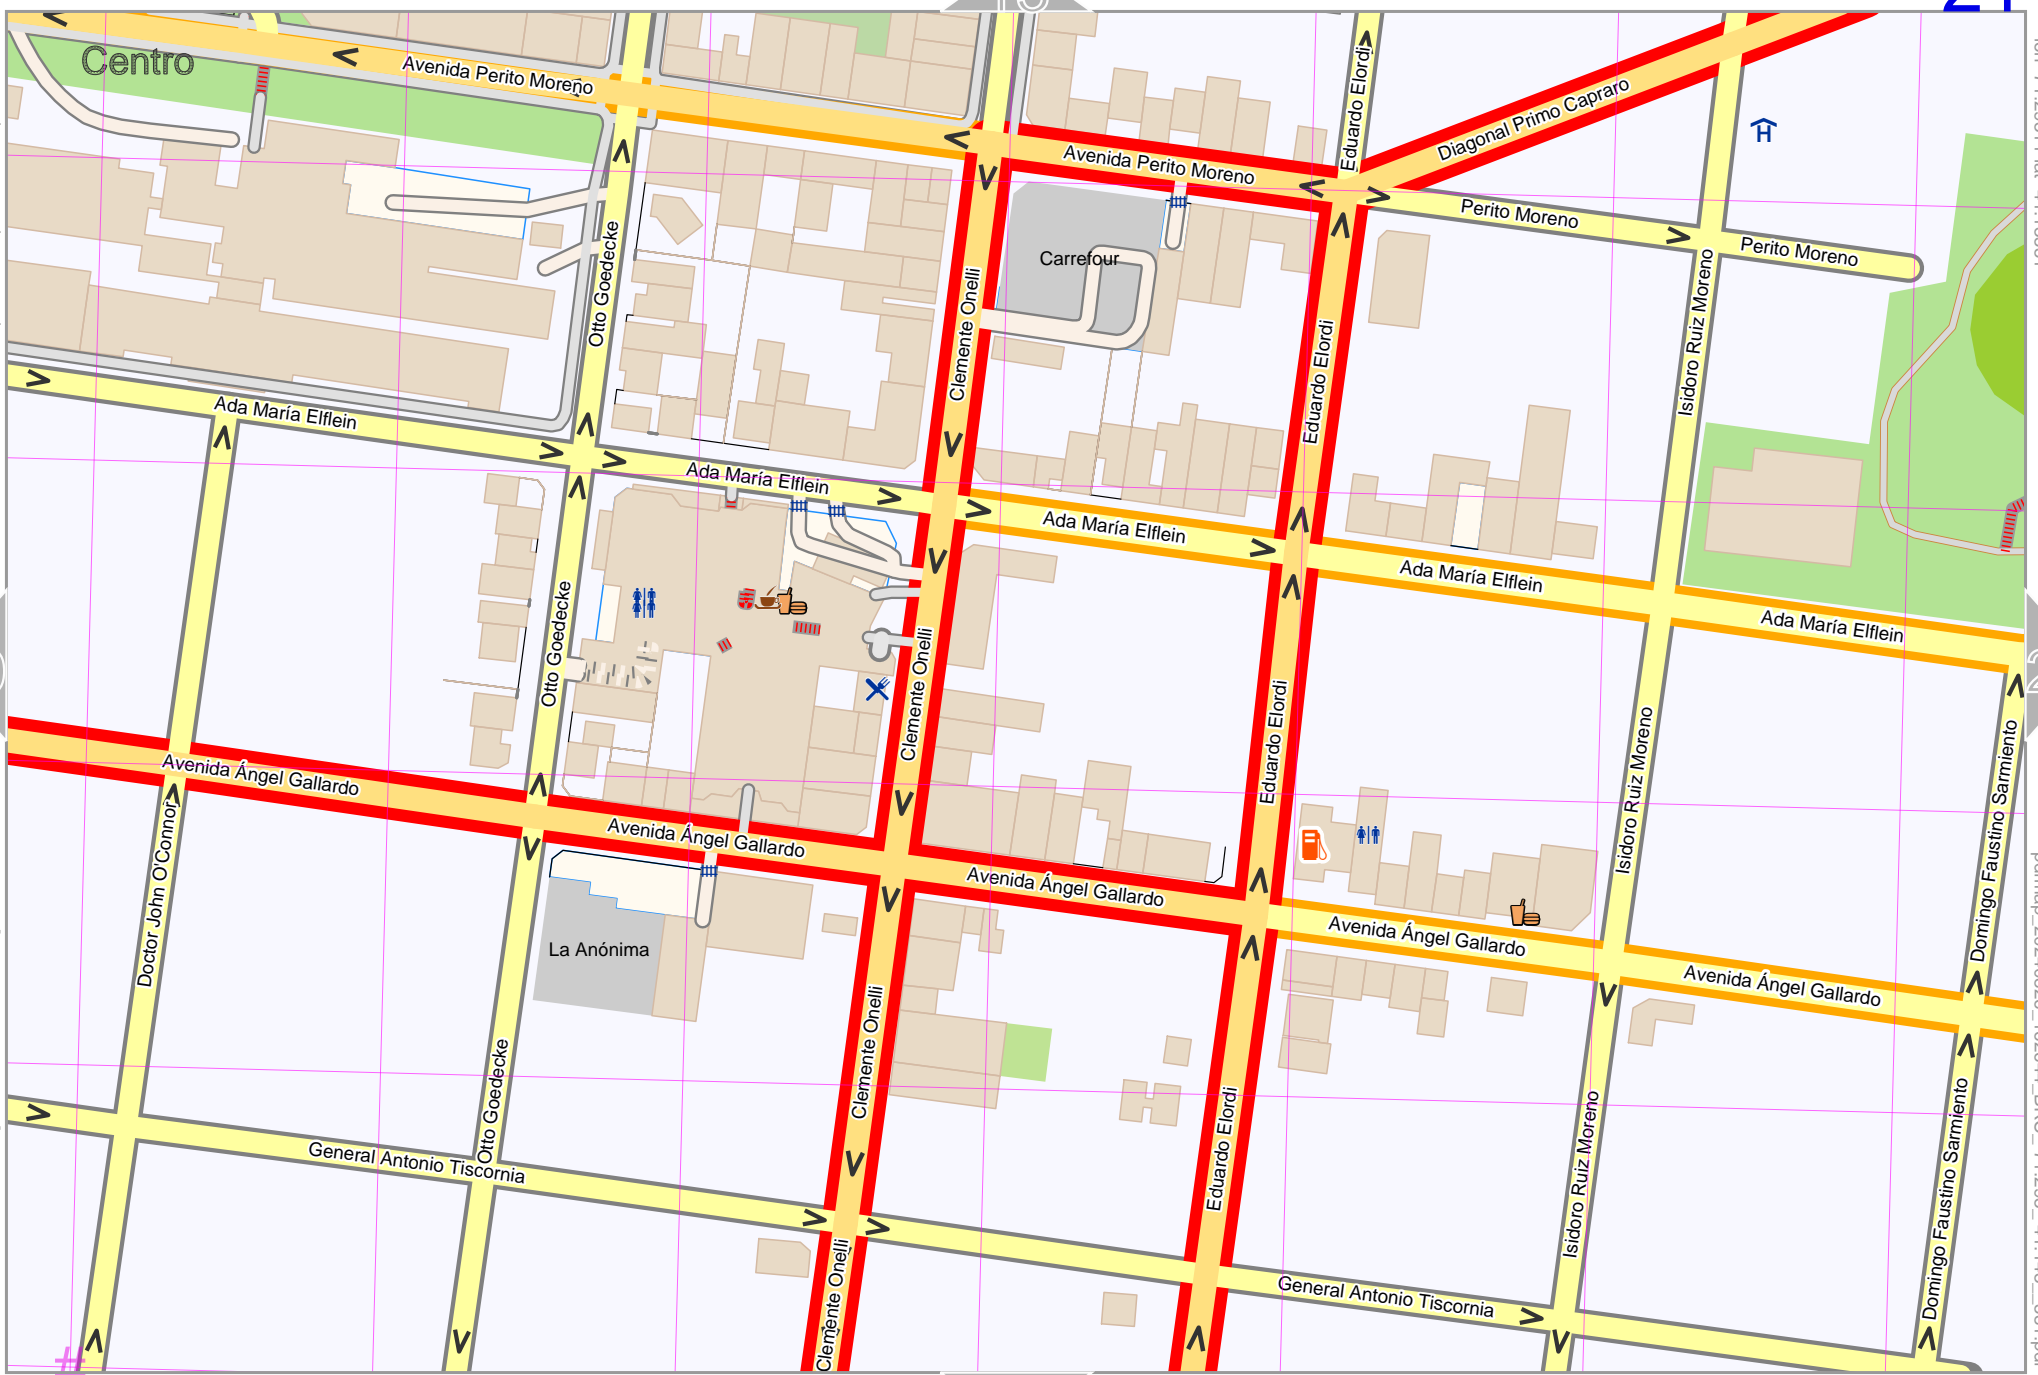 Centro
Avenida Perito Moreno
Eduardo Elordi
Diagonal Primo Capraro
H
Avenida Perito Moreno
Perito Moreno
Perito Moreno
Otto Goedecke
Carrefour
Clemente Onelli
Eduardo Elordi
Isidoro Ruiz Moreno
Ada María Elflein
Ada María Elflein
Ada María Elflein
Ada María Elflein
Ada María Elflein
Otto Goedecke
Clemente Onelli
Eduardo Elordi
Isidoro Ruiz Moreno
Domingo Faustino Sarmiento
Avenida Ángel Gallardo
Avenida Ángel Gallardo
Avenida Ángel Gallardo
Avenida Ángel Gallardo
Avenida Ángel Gallardo
Doctor John O'Connor
La Anónima
Clemente Onelli
Otto Goedecke
Eduardo Elordi
Isidoro Ruiz Moreno
Domingo Faustino Sarmiento
General Antonio Tiscornia
General Antonio Tiscornia
Clemente Onelli
#